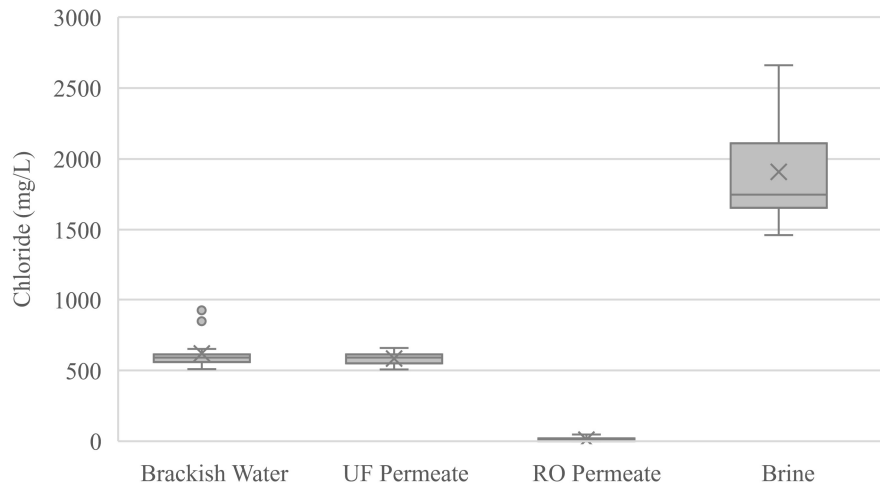 3000
2500
2000
1500
1000
500
0
Chloride (mg/L)
Brackish Water
UF Permeate
RO Permeate
Brine